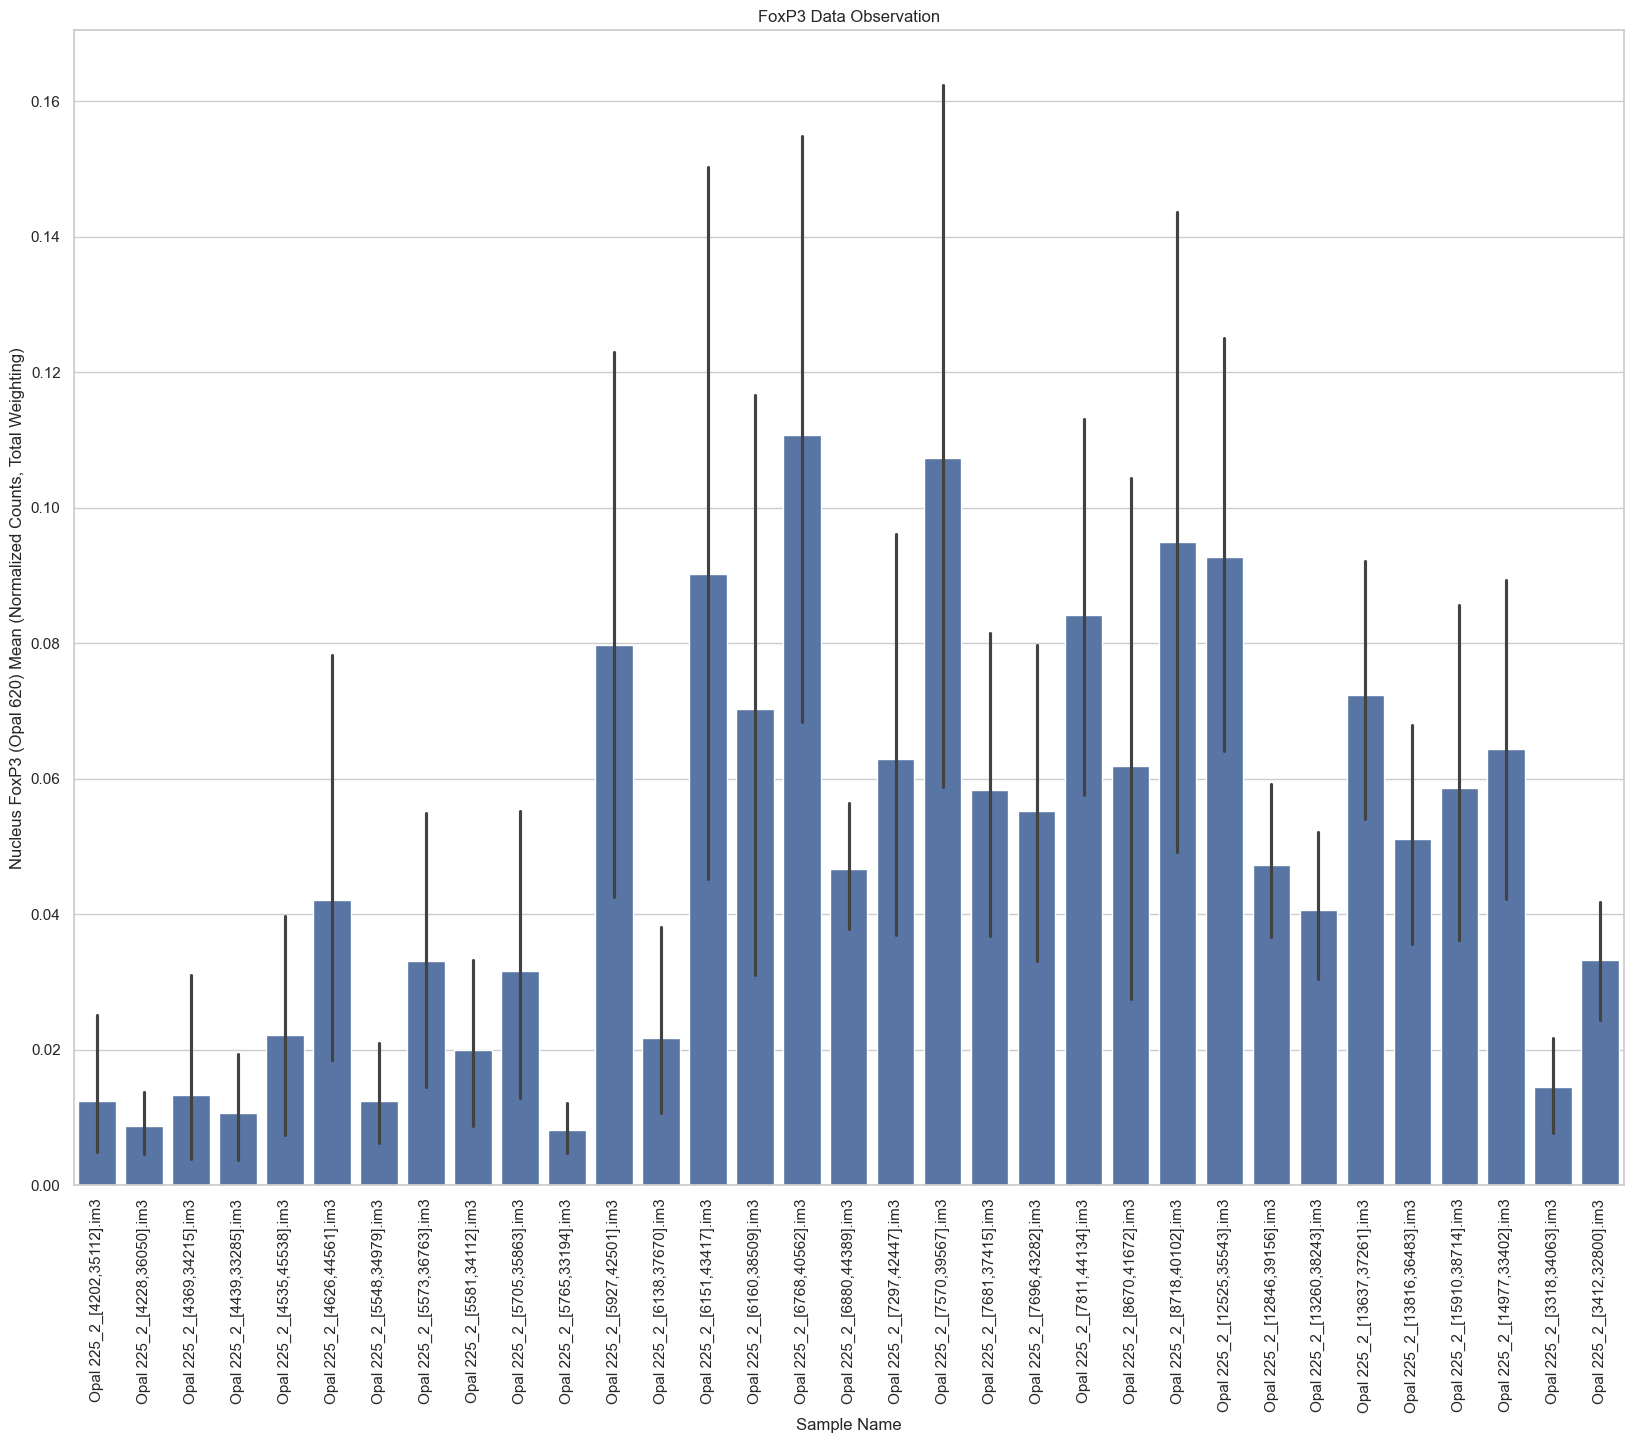 FoxP3 Data Observation
Nucleus FoxP3 (Opal 620) Mean (Normalized Counts, Total Weighting)
0.16
0.14
0.12
0.10
0.08
0.06
0.04
0.02
0.00
Opal 225_2_[4202,35112].im3
Opal 225_2_[4228,36050].im3
Opal 225_2_[4369,34215].im3
Opal 225_2_[4439,33285].im3
Opal 225_2_[4535,45538].im3
Opal 225_2_[4626,44561].im3
Opal 225_2_[5548,34979].im3
Opal 225_2_[5573,36763].im3
Opal 225_2_[5581,34112].im3
Opal 225_2_[5705,35863].im3
Opal 225_2_[5765,33194].im3
Opal 225_2_[5927,42501].im3
Opal 225_2_[6138,37670].im3
Opal 225_2_[6151,43417].im3
Opal 225_2_[6160,38509].im3
Opal 225_2_[6768,40562].im3
Opal 225_2_[6880,44389].im3
Opal 225_2_[7297,42447].im3
Opal 225_2_[7570,39567].im3
Opal 225_2_[7681,37415].im3
Opal 225_2_[7696,43282].im3
Opal 225_2_[7811,44134].im3
Opal 225_2_[8670,41672].im3
Opal 225_2_[8718,40102].im3
Opal 225_2_[12525,35543].im3
Opal 225_2_[12846,39156].im3
Opal 225_2_[13260,38243].im3
Opal 225_2_[13637,37261].im3
Opal 225_2_[13816,36483].im3
Opal 225_2_[15910,38714].im3
Opal 225_2_[14977,33402].im3
Opal 225_2_[3318,34063].im3
Opal 225_2_[3412,32800].im3
Sample Name